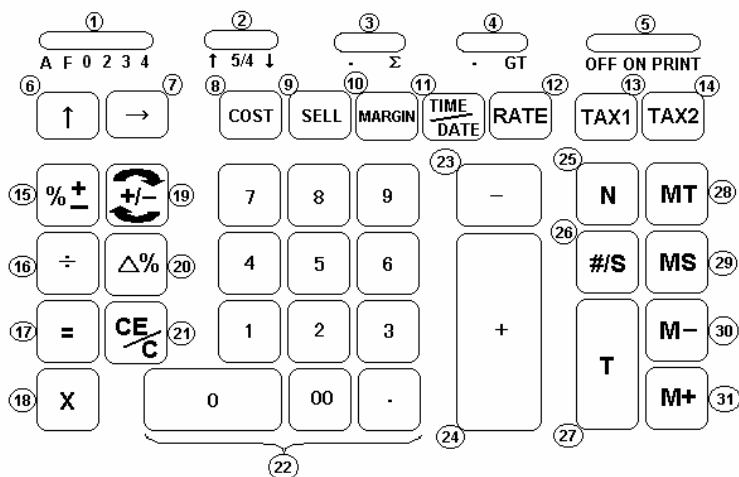 1 2 3 4 5
A F 0 2 3 4 ↑ 5/4 ↓ · Σ · GT OFF ON PRINT
6 7 8 9 10 11 12 13 14
↑ → COST SELL MARGIN TIME/DATE RATE TAX1 TAX2
23 25
15 %± +/− 19 7 8 9 − N MT 28
26
16 ÷ △% 20 4 5 6 #/S MS 29
17 = CE/C 21 1 2 3 + T M− 30
18 X 0 00 · M+ 31
24 27
22